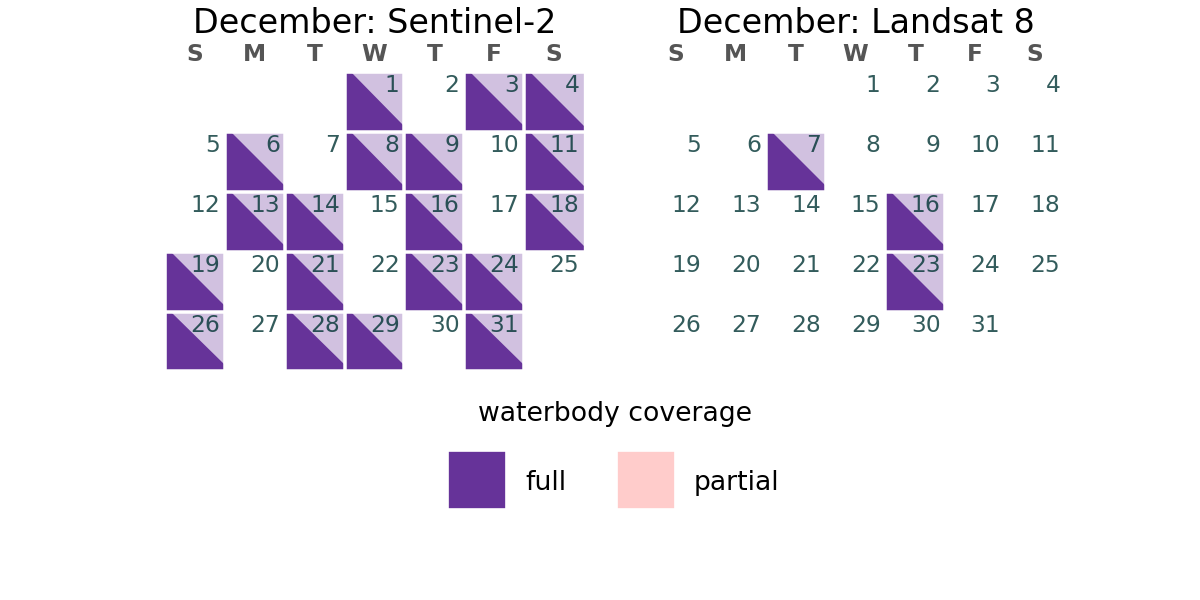 December: Sentinel-2
S M T W T F S
1 2 3 4
5 6 7 8 9 10 11
12 13 14 15 16 17 18
19 20 21 22 23 24 25
26 27 28 29 30 31
December: Landsat 8
S M T W T F S
1 2 3 4
5 6 7 8 9 10 11
12 13 14 15 16 17 18
19 20 21 22 23 24 25
26 27 28 29 30 31
waterbody coverage
full partial